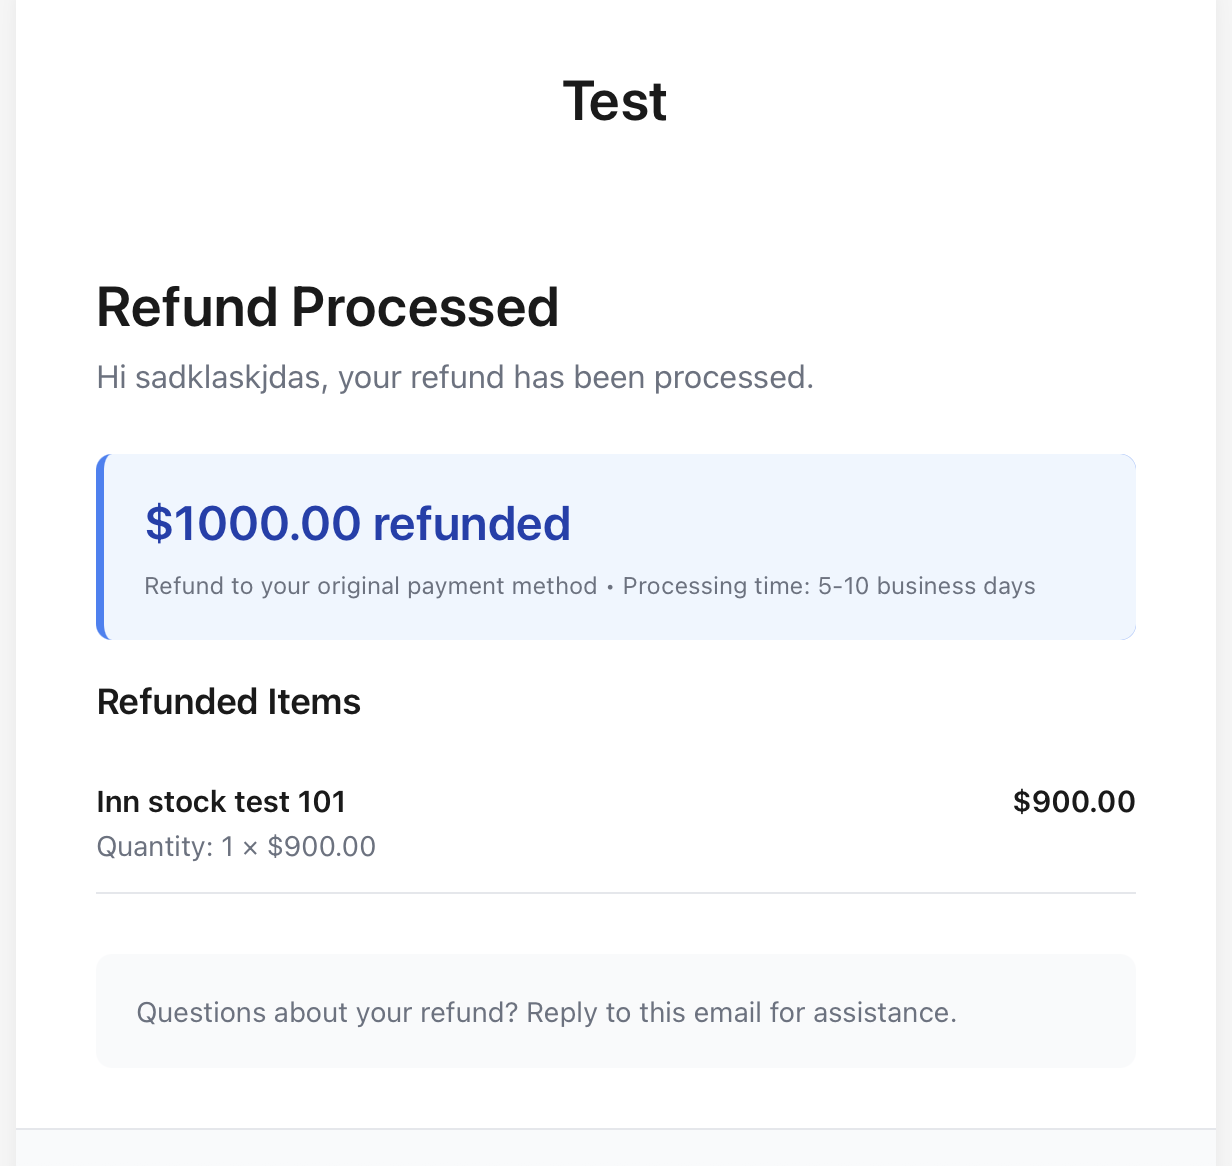 Test
Refund Processed
Hi sadklaskjdas, your refund has been processed.
$1000.00 refunded
Refund to your original payment method • Processing time: 5-10 business days
Refunded Items
Inn stock test 101 $900.00
Quantity: 1 × $900.00
Questions about your refund? Reply to this email for assistance.